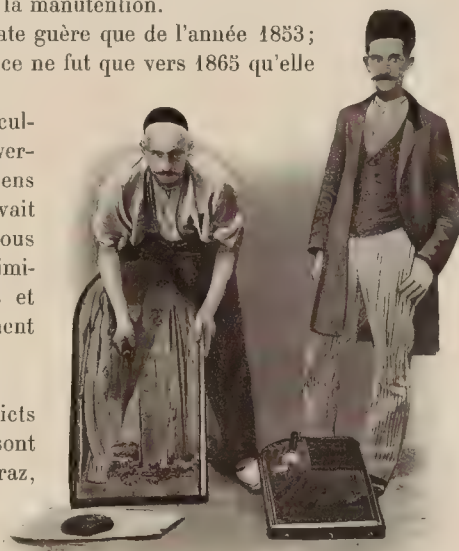 la manutention.
ate guère que de l'année 1853;
ce ne fut que vers 1865 qu'elle
cul-
ver-
ens
vait
ous
imi-
et
ent
icts
sont
raz,